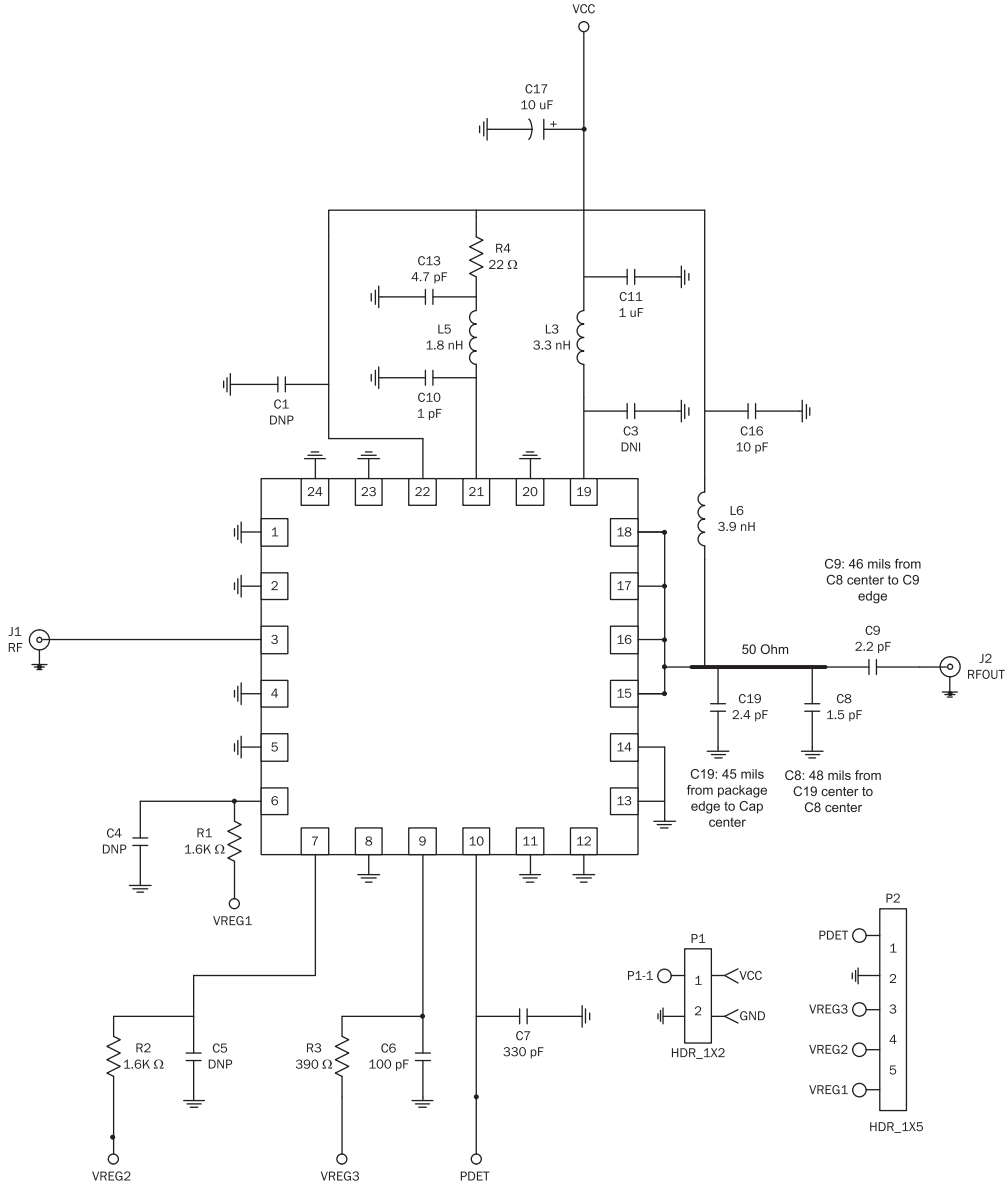 VCC
C17
10 uF
+
R4
22 Ω
C13
4.7 pF
C11
1 uF
L5
1.8 nH
L3
3.3 nH
C10
1 pF
C1
DNP
C3
DNI
C16
10 pF
24
23
22
21
20
19
L6
3.9 nH
1
18
2
17
C9: 46 mils from
C8 center to C9
edge
J1
RF
3
16
50 Ohm
C9
2.2 pF
J2
RFOUT
4
15
C19
2.4 pF
C8
1.5 pF
5
14
C19: 45 mils
from package
edge to Cap
center
C8: 48 mils from
C19 center to
C8 center
6
13
C4
DNP
R1
1.6K Ω
7
8
9
10
11
12
VREG1
P1
P1-1
1
VCC
2
GND
HDR_1X2
P2
PDET
1
2
VREG3
3
VREG2
4
5
VREG1
HDR_1X5
R2
1.6K Ω
C5
DNP
R3
390 Ω
C6
100 pF
C7
330 pF
VREG2
VREG3
PDET